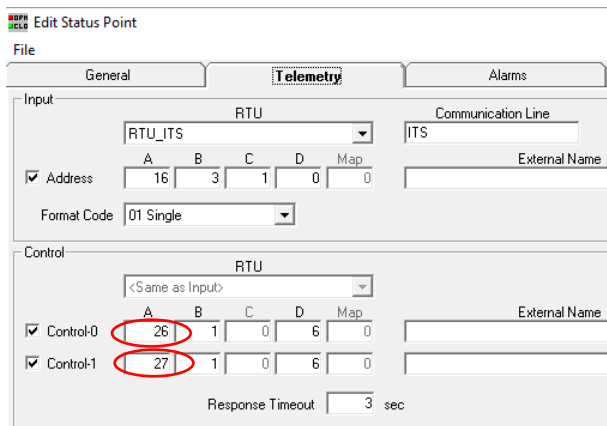 OPN
CLO Edit Status Point
File
General Telemetry Alarms
Input
RTU Communication Line
RTU_ITS ITS
A B C D Map External Name
Address 16 3 1 0 0
Format Code 01 Single
Control
RTU
<Same as Input>
A B C D Map External Name
Control-0 26 1 0 6 0
Control-1 27 1 0 6 0
Response Timeout 3 sec